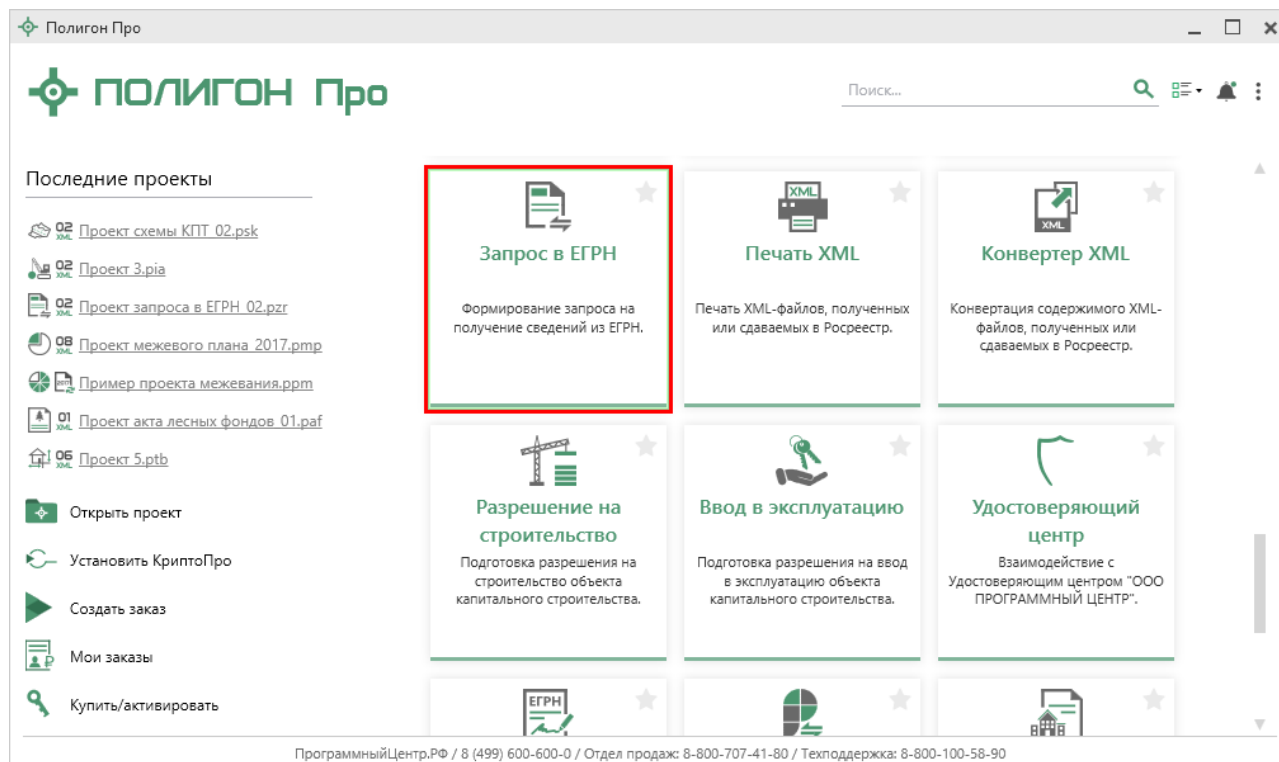 Полигон Про
ПОЛИГОН Про
Поиск...
Последние проекты
02 XML Проект схемы КПТ_02.psk
02 XML Проект 3.pia
02 XML Проект запроса в ЕГРН_02.pzr
08 XML Проект межевого плана_2017.pmp
2017 Пример проекта межевания.ppm
01 XML Проект акта лесных фондов_01.paf
06 XML Проект 5.ptb
Открыть проект
Установить КриптоПро
Создать заказ
Мои заказы
Купить/активировать
Запрос в ЕГРН
Формирование запроса на
получение сведений из ЕГРН.
XML
Печать XML
Печать XML-файлов, полученных
или сдаваемых в Росреестр.
XML
Конвертер XML
Конвертация содержимого XML-
файлов, полученных или
сдаваемых в Росреестр.
Разрешение на
строительство
Подготовка разрешения на
строительство объекта
капитального строительства.
Ввод в эксплуатацию
Подготовка разрешения на ввод
в эксплуатацию объекта
капитального строительства.
Удостоверяющий
центр
Взаимодействие с
Удостоверяющим центром "ООО
ПРОГРАММНЫЙ ЦЕНТР".
ЕГРН
ПрограммныйЦентр.РФ / 8 (499) 600-600-0 / Отдел продаж: 8-800-707-41-80 / Техподдержка: 8-800-100-58-90